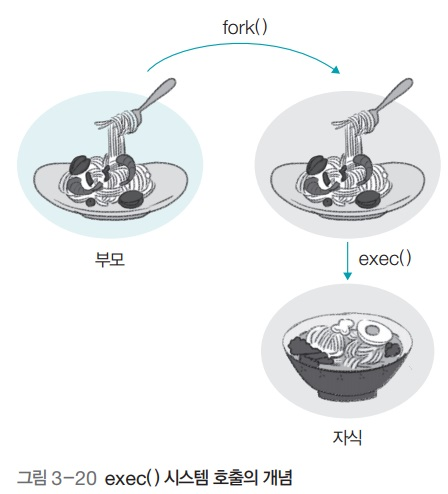 fork()
부모
exec()
자식
그림 3-20 exec() 시스템 호출의 개념